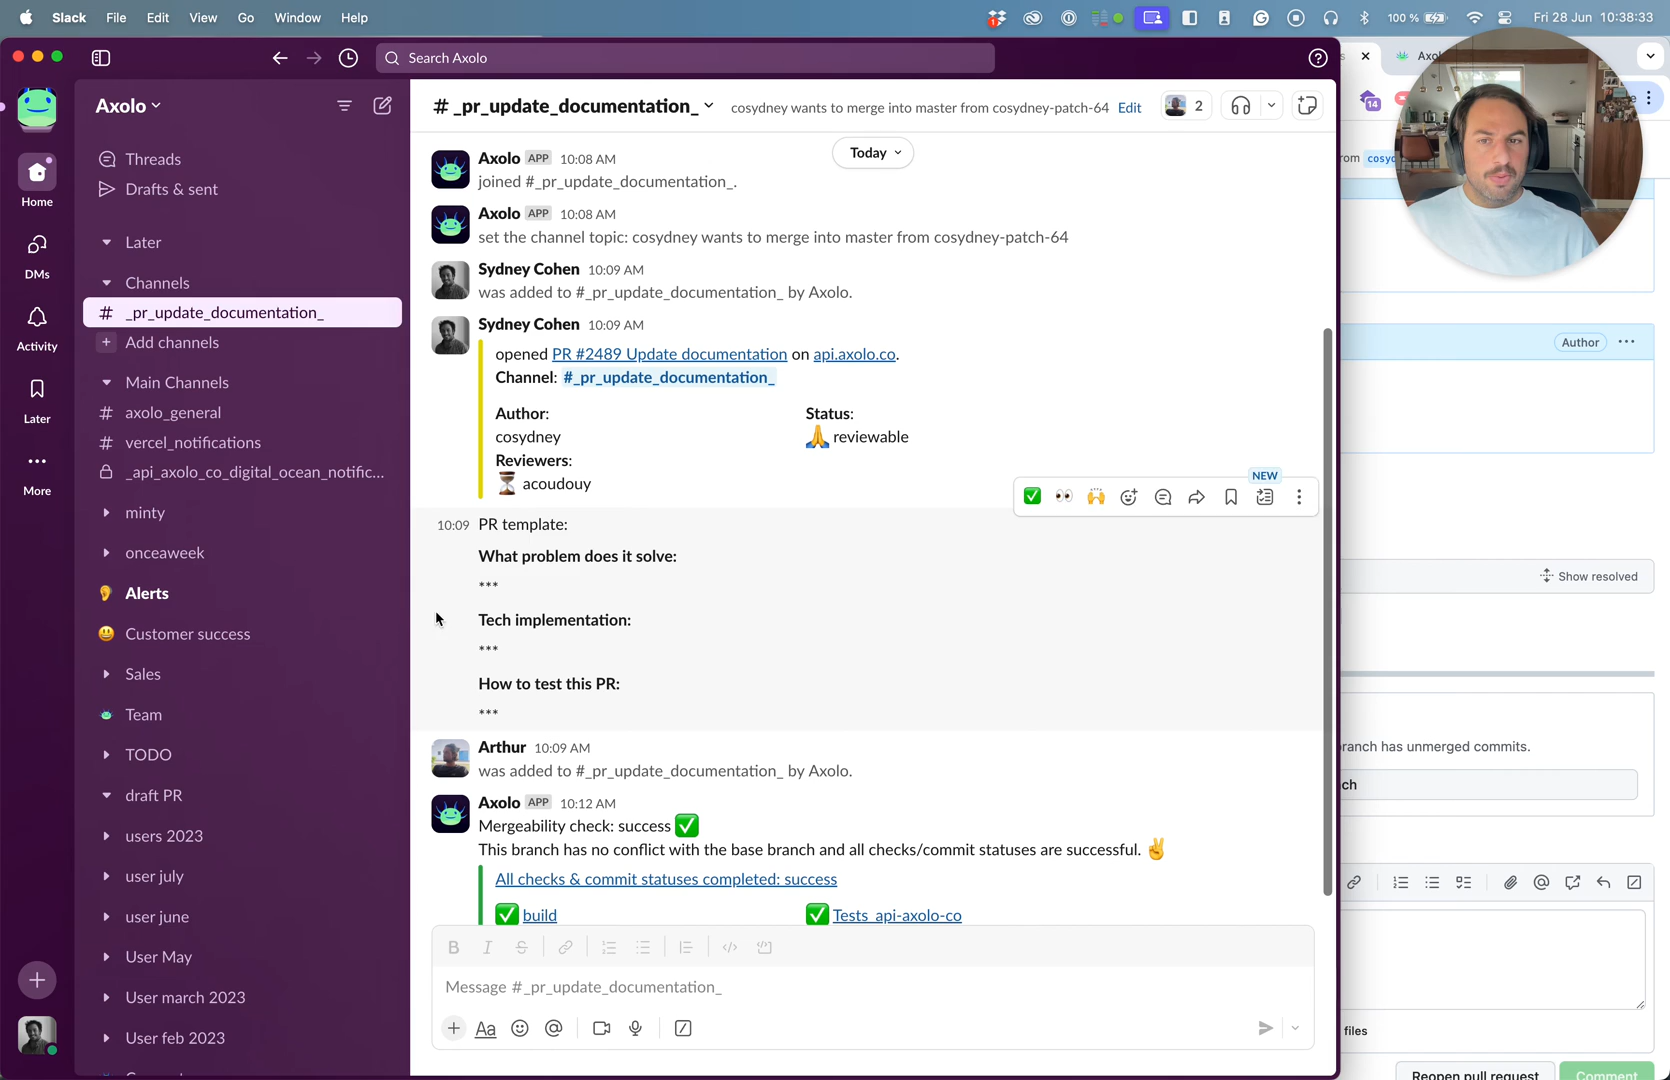 Slack File Edit View Go Window Help
100 % Fri 28 Jun 10:38:33
Search Axolo
Axolo
Home
DMs
Activity
Later
More
Threads
Drafts & sent
Later
Channels
# _pr_update_documentation_
+ Add channels
Main Channels
# axolo_general
# vercel_notifications
_api_axolo_co_digital_ocean_notific...
minty
onceaweek
Alerts
Customer success
Sales
Team
TODO
draft PR
users 2023
user july
user june
User May
User march 2023
User feb 2023
# _pr_update_documentation_ cosydney wants to merge into master from cosydney-patch-64 Edit 2
Today
Axolo APP 10:08 AM
joined #_pr_update_documentation_.
Axolo APP 10:08 AM
set the channel topic: cosydney wants to merge into master from cosydney-patch-64
Sydney Cohen 10:09 AM
was added to #_pr_update_documentation_ by Axolo.
Sydney Cohen 10:09 AM
opened PR #2489 Update documentation on api.axolo.co.
Channel: #_pr_update_documentation_
Author: Status:
cosydney reviewable
Reviewers:
acoudouy
NEW
10:09 PR template:
What problem does it solve:
***
Tech implementation:
***
How to test this PR:
***
Arthur 10:09 AM
was added to #_pr_update_documentation_ by Axolo.
Axolo APP 10:12 AM
Mergeability check: success
This branch has no conflict with the base branch and all checks/commit statuses are successful.
All checks & commit statuses completed: success
build Tests_api-axolo-co
B I S
Message #_pr_update_documentation_
Aa
14
Author
Show resolved
ranch has unmerged commits.
ch
files
Reopen pull request Comment